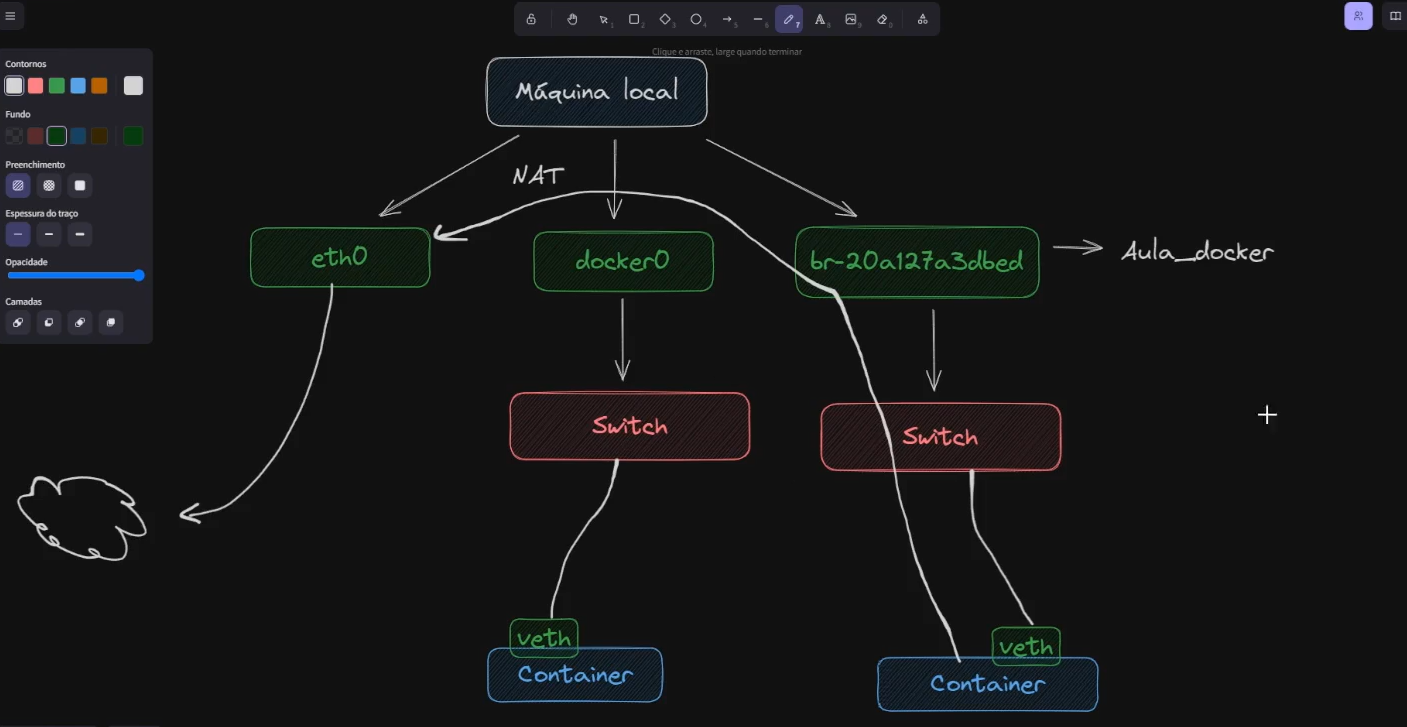 Clique e arraste, large quando terminar
Contornos
Fundo
Preenchimento
Espessura do traço
Opacidade
Camadas
Máquina local
NAT
eth0
docker0
br-20a127a3dbed
Aula_docker
Switch
Switch
veth
Container
veth
Container